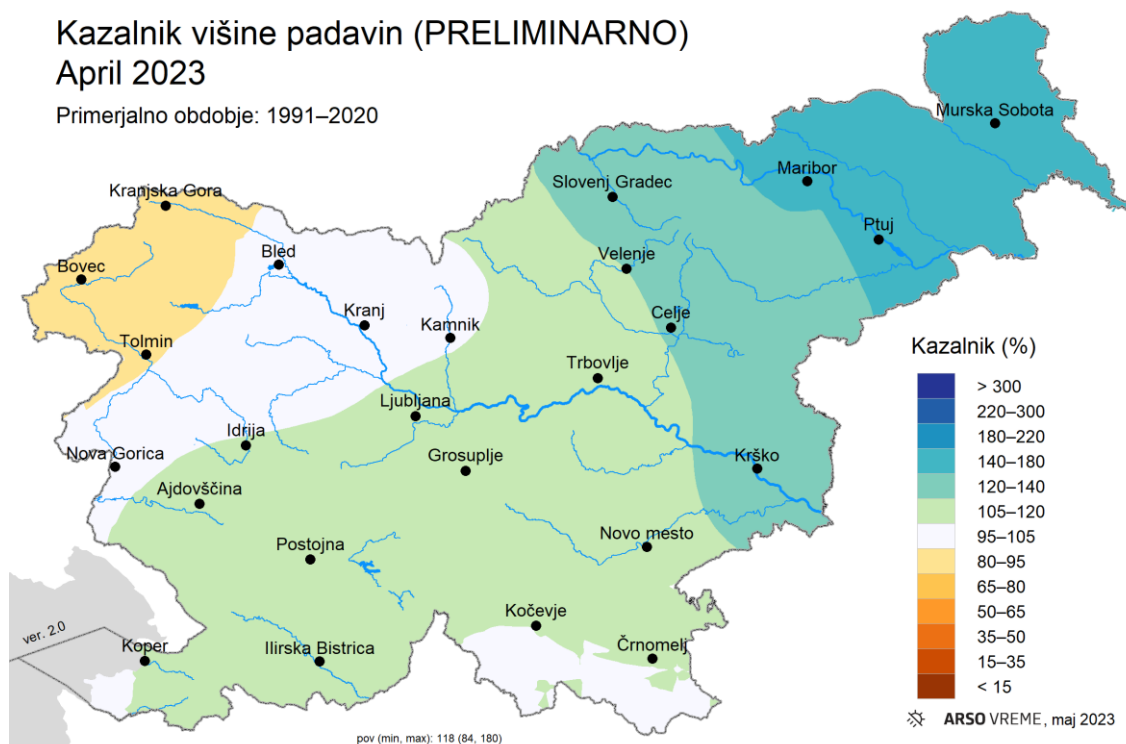 Kazalnik višine padavin (PRELIMINARNO)
April 2023
Primerjalno obdobje: 1991–2020
Murska Sobota
Maribor
Slovenj Gradec
Kranjska Gora
Ptuj
Bled
Velenje
Bovec
Kranj
Celje
Kamnik
Tolmin
Trbovlje
Ljubljana
Idrija
Nova Gorica
Grosuplje
Krško
Ajdovščina
Novo mesto
Postojna
Kočevje
ver. 2.0
Koper
Ilirska Bistrica
Črnomelj
Kazalnik (%)
> 300
220–300
180–220
140–180
120–140
105–120
95–105
80–95
65–80
50–65
35–50
15–35
< 15
ARSO VREME, maj 2023
pov (min, max): 118 (84, 180)